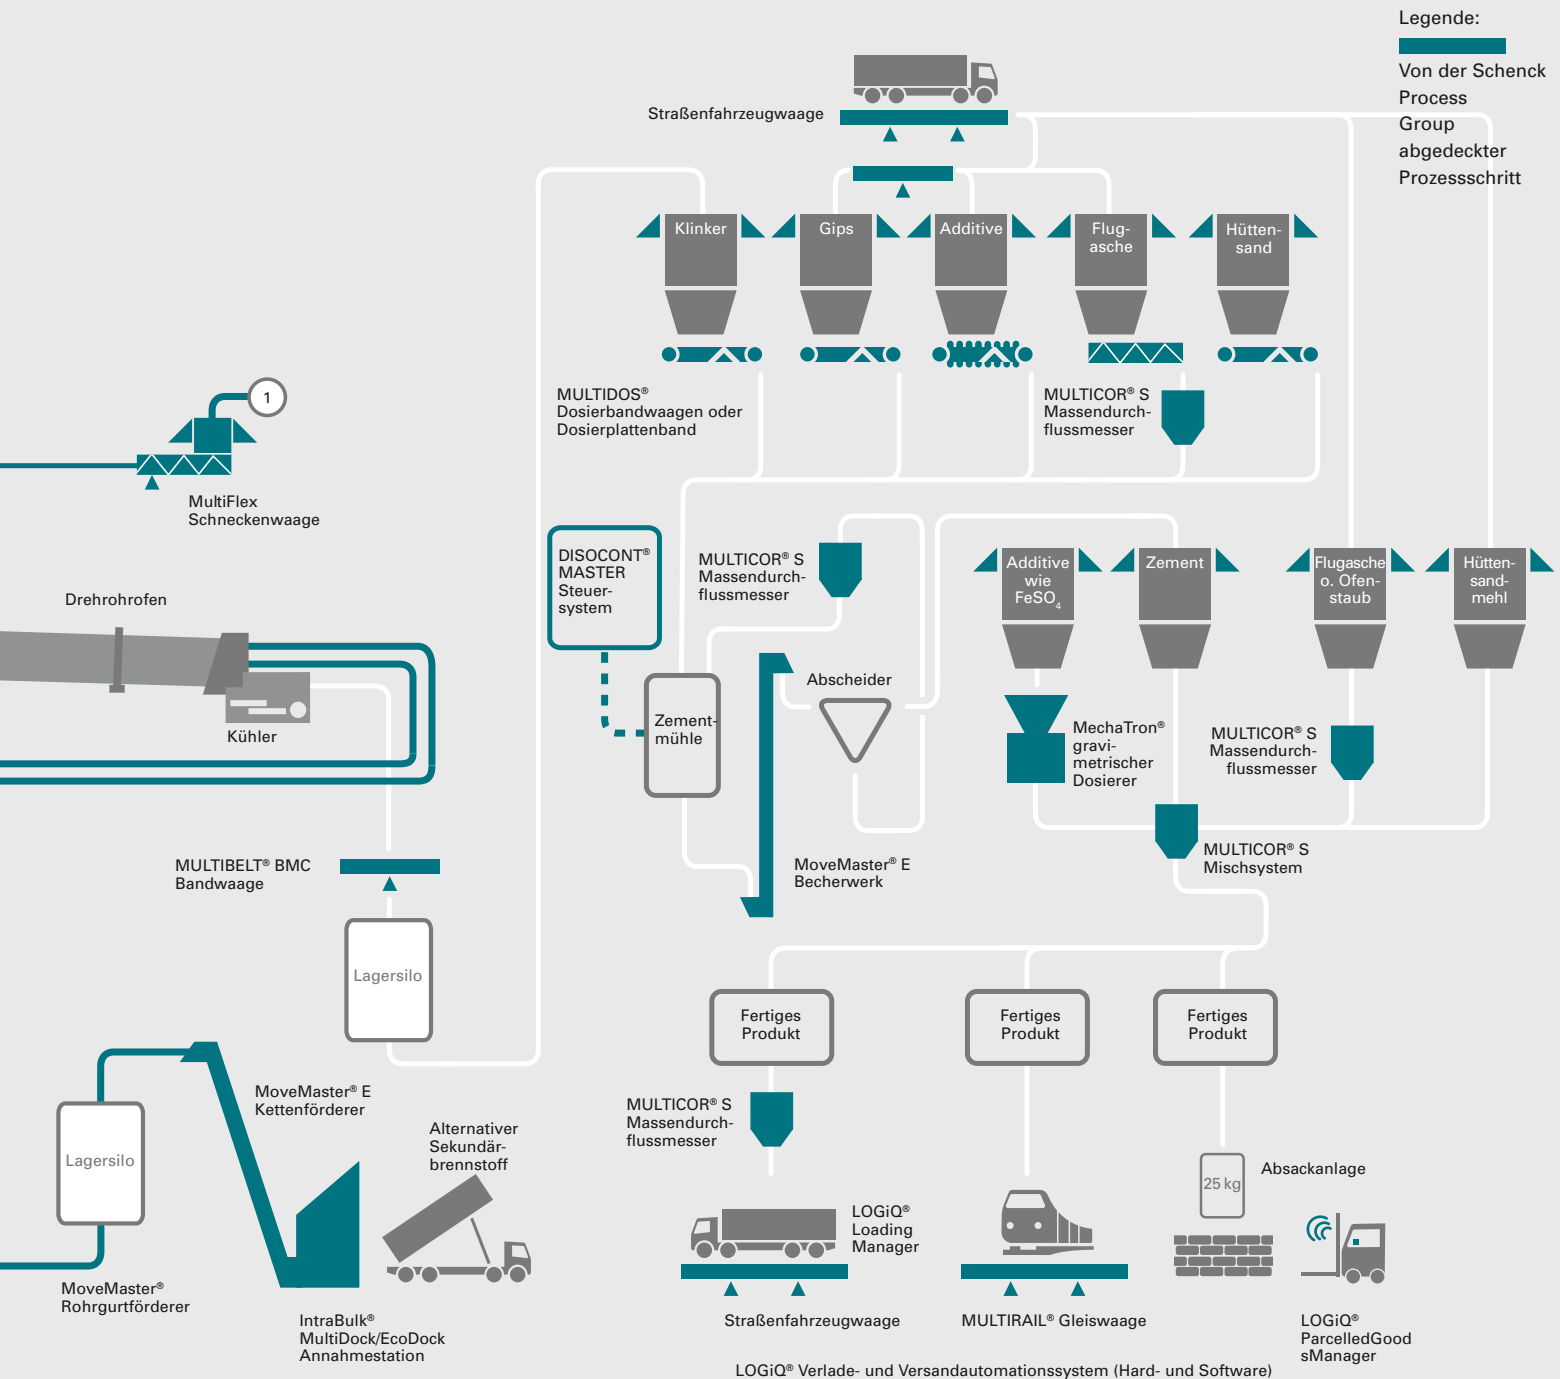 Legende:
Von der Schenck
Process
Group
abgedeckter
Prozessschritt
Straßenfahrzeugwaage
Klinker
Gips
Additive
Flug-
asche
Hütten-
sand
MULTIDOS®
Dosierbandwaagen oder
Dosierplattenband
MULTICOR® S
Massendurch-
flussmesser
1
MultiFlex
Schneckenwaage
DISOCONT®
MASTER
Steuer-
system
MULTICOR® S
Massendurch-
flussmesser
Additive
wie
FeSO₄
Zement
Flugasche
o. Ofen-
staub
Hütten-
sand-
mehl
Drehrohrofen
Kühler
Zement-
mühle
Abscheider
MechaTron®
gravi-
metrischer
Dosierer
MULTICOR® S
Massendurch-
flussmesser
MULTIBELT® BMC
Bandwaage
MoveMaster® E
Becherwerk
MULTICOR® S
Mischsystem
Lagersilo
Fertiges
Produkt
Fertiges
Produkt
Fertiges
Produkt
MoveMaster® E
Kettenförderer
Lagersilo
Alternativer
Sekundär-
brennstoff
MULTICOR® S
Massendurch-
flussmesser
25 kg
Absackanlage
LOGiQ®
Loading
Manager
MoveMaster®
Rohrgurtförderer
IntraBulk®
MultiDock/EcoDock
Annahmestation
Straßenfahrzeugwaage
MULTIRAIL® Gleiswaage
LOGiQ®
ParcelledGood
sManager
LOGiQ® Verlade- und Versandautomationssystem (Hard- und Software)